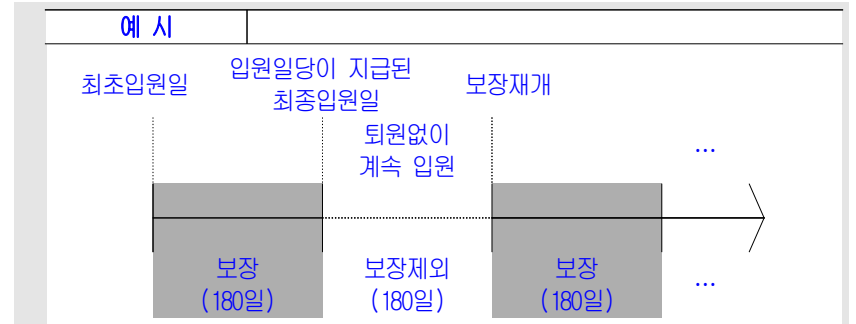 예 시
최초입원일
입원일당이 지급된
최종입원일
보장재개
퇴원없이
계속 입원
...
보장
(180일)
보장제외
(180일)
보장
(180일)
...